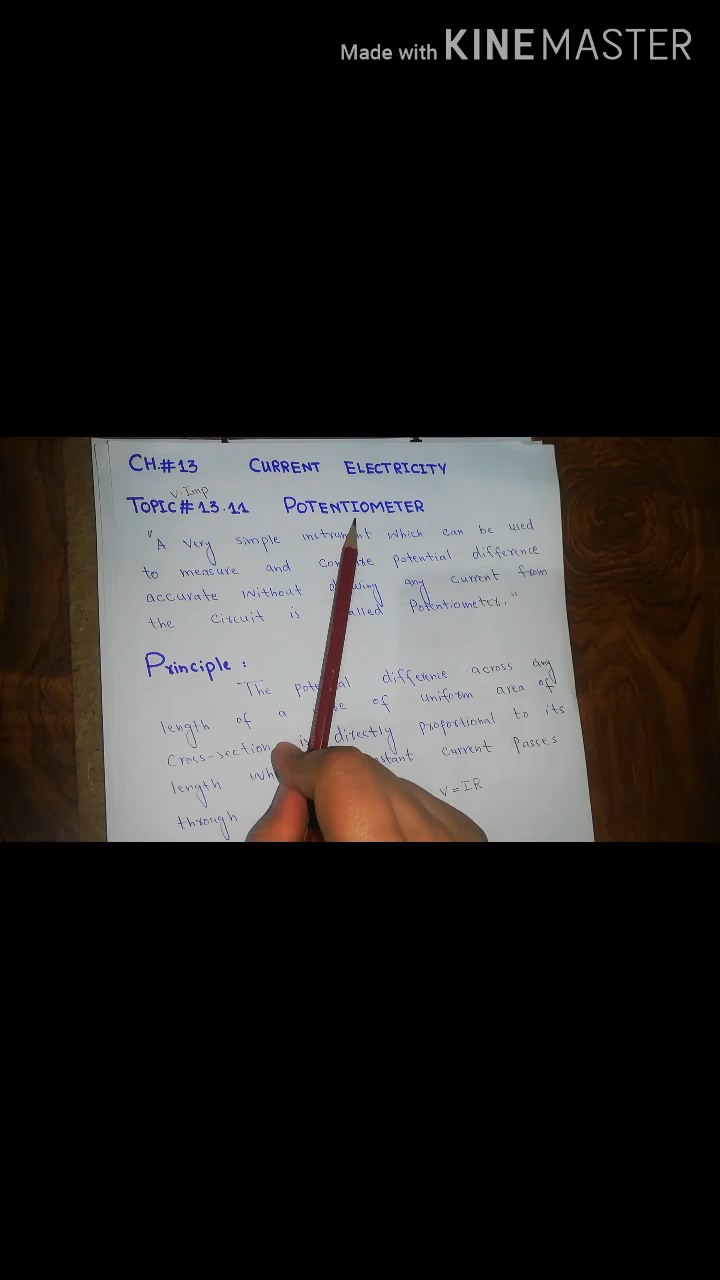 Made with KINEMASTER
CH.#13 CURRENT ELECTRICITY
V.Imp
TOPIC#13.11 POTENTIOMETER
"A very simple instrument which can be used
to measure and potential difference
accurate without any current from
the circuit is Potentiometer."
Principle:
The difference across any
length of a of uniform area of
cross-section is directly proportional to its
length current Passes
through V=IR